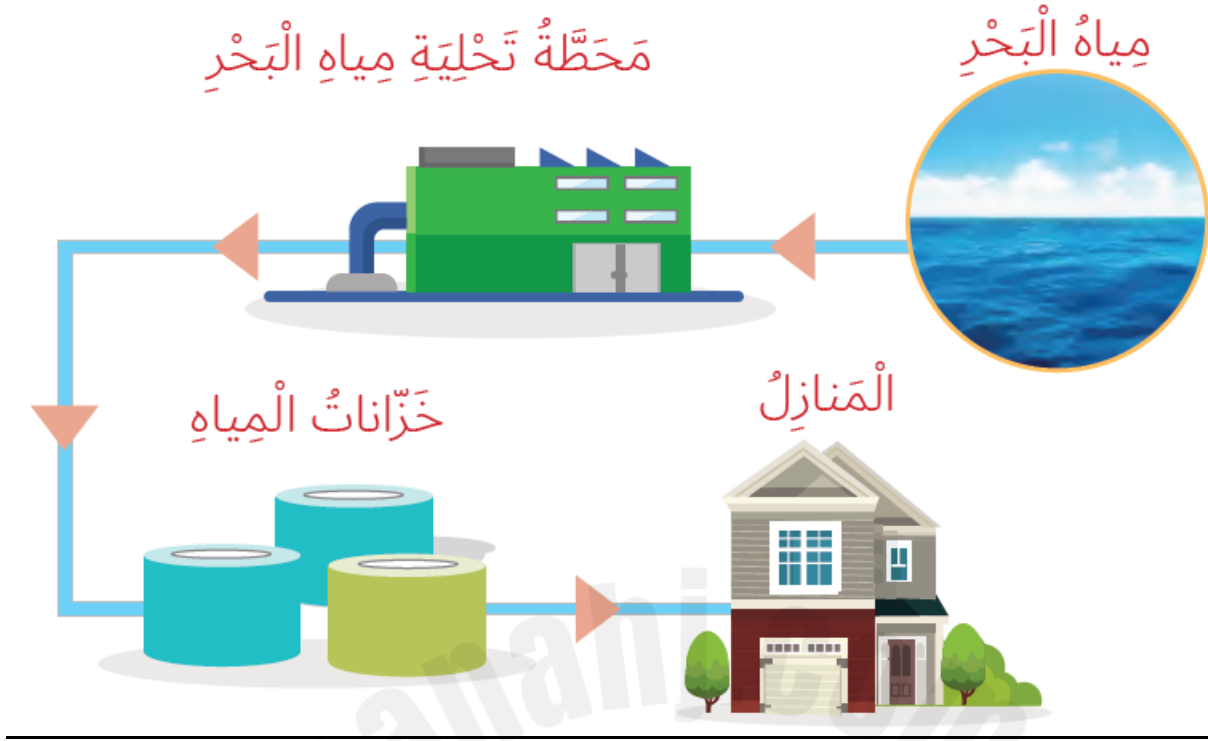 مِياهُ الْبَحْرِ
مَحَطَّةُ تَحْلِيَةِ مِياهِ الْبَحْرِ
خَزّاناتُ الْمِياهِ
الْمَنازِلُ